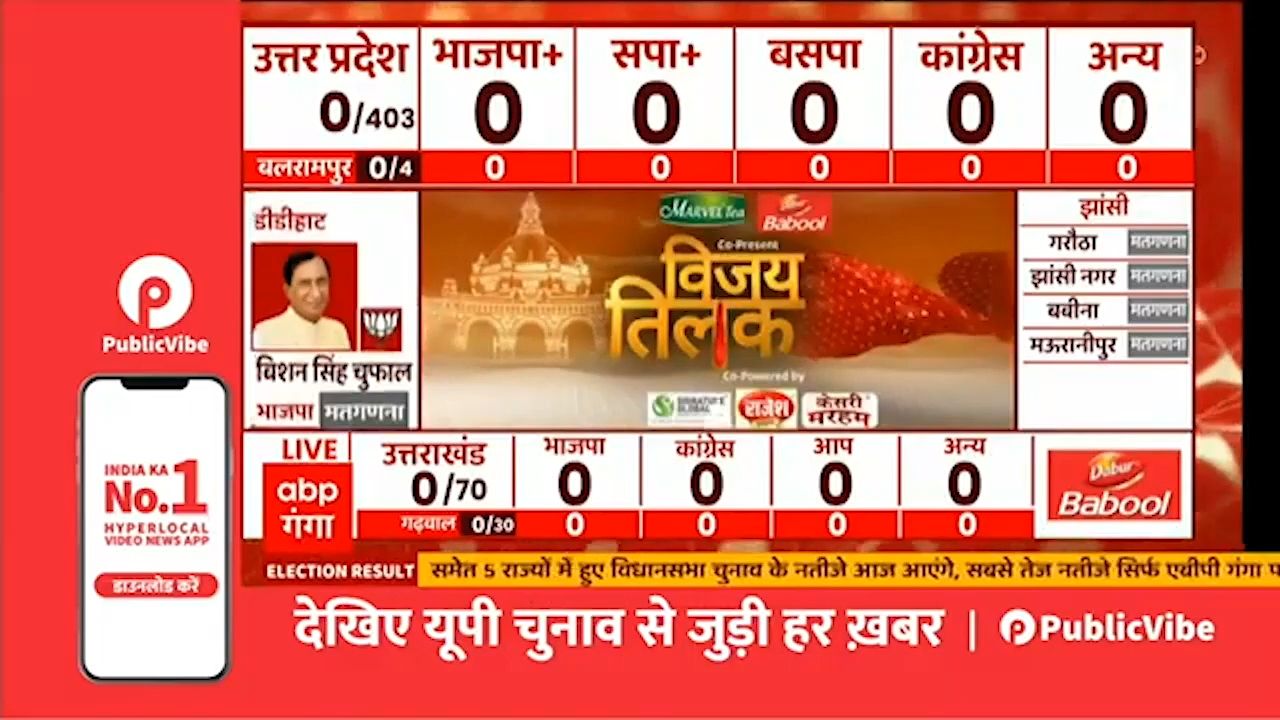 उत्तर प्रदेश
0/403
भाजपा+
0
सपा+
0
बसपा
0
कांग्रेस
0
अन्य
0
बलरामपुर 0/4 0 0 0 0 0
डीडीहाट
बिशन सिंह चुफाल
भाजपा मतगणना
MARVEL Tea
Dabur Babool
Co-Present
विजय
तिलक
Co-Powered by
GLOBAL
राजेश
केसरी
मरहम
झांसी
गरौठा मतगणना
झांसी नगर मतगणना
बबीना मतगणना
मऊरानीपुर मतगणना
LIVE
abp
गंगा
उत्तराखंड
0/70
भाजपा
0
कांग्रेस
0
आप
0
अन्य
0
गढ़वाल 0/30 0 0 0 0
Dabur
Babool
ELECTION RESULT समेत 5 राज्यों में हुए विधानसभा चुनाव के नतीजे आज आएंगे, सबसे तेज नतीजे सिर्फ एबीपी गंगा प
PublicVibe
INDIA KA
No.1
HYPERLOCAL
VIDEO NEWS APP
डाउनलोड करें
देखिए यूपी चुनाव से जुड़ी हर ख़बर | PublicVibe